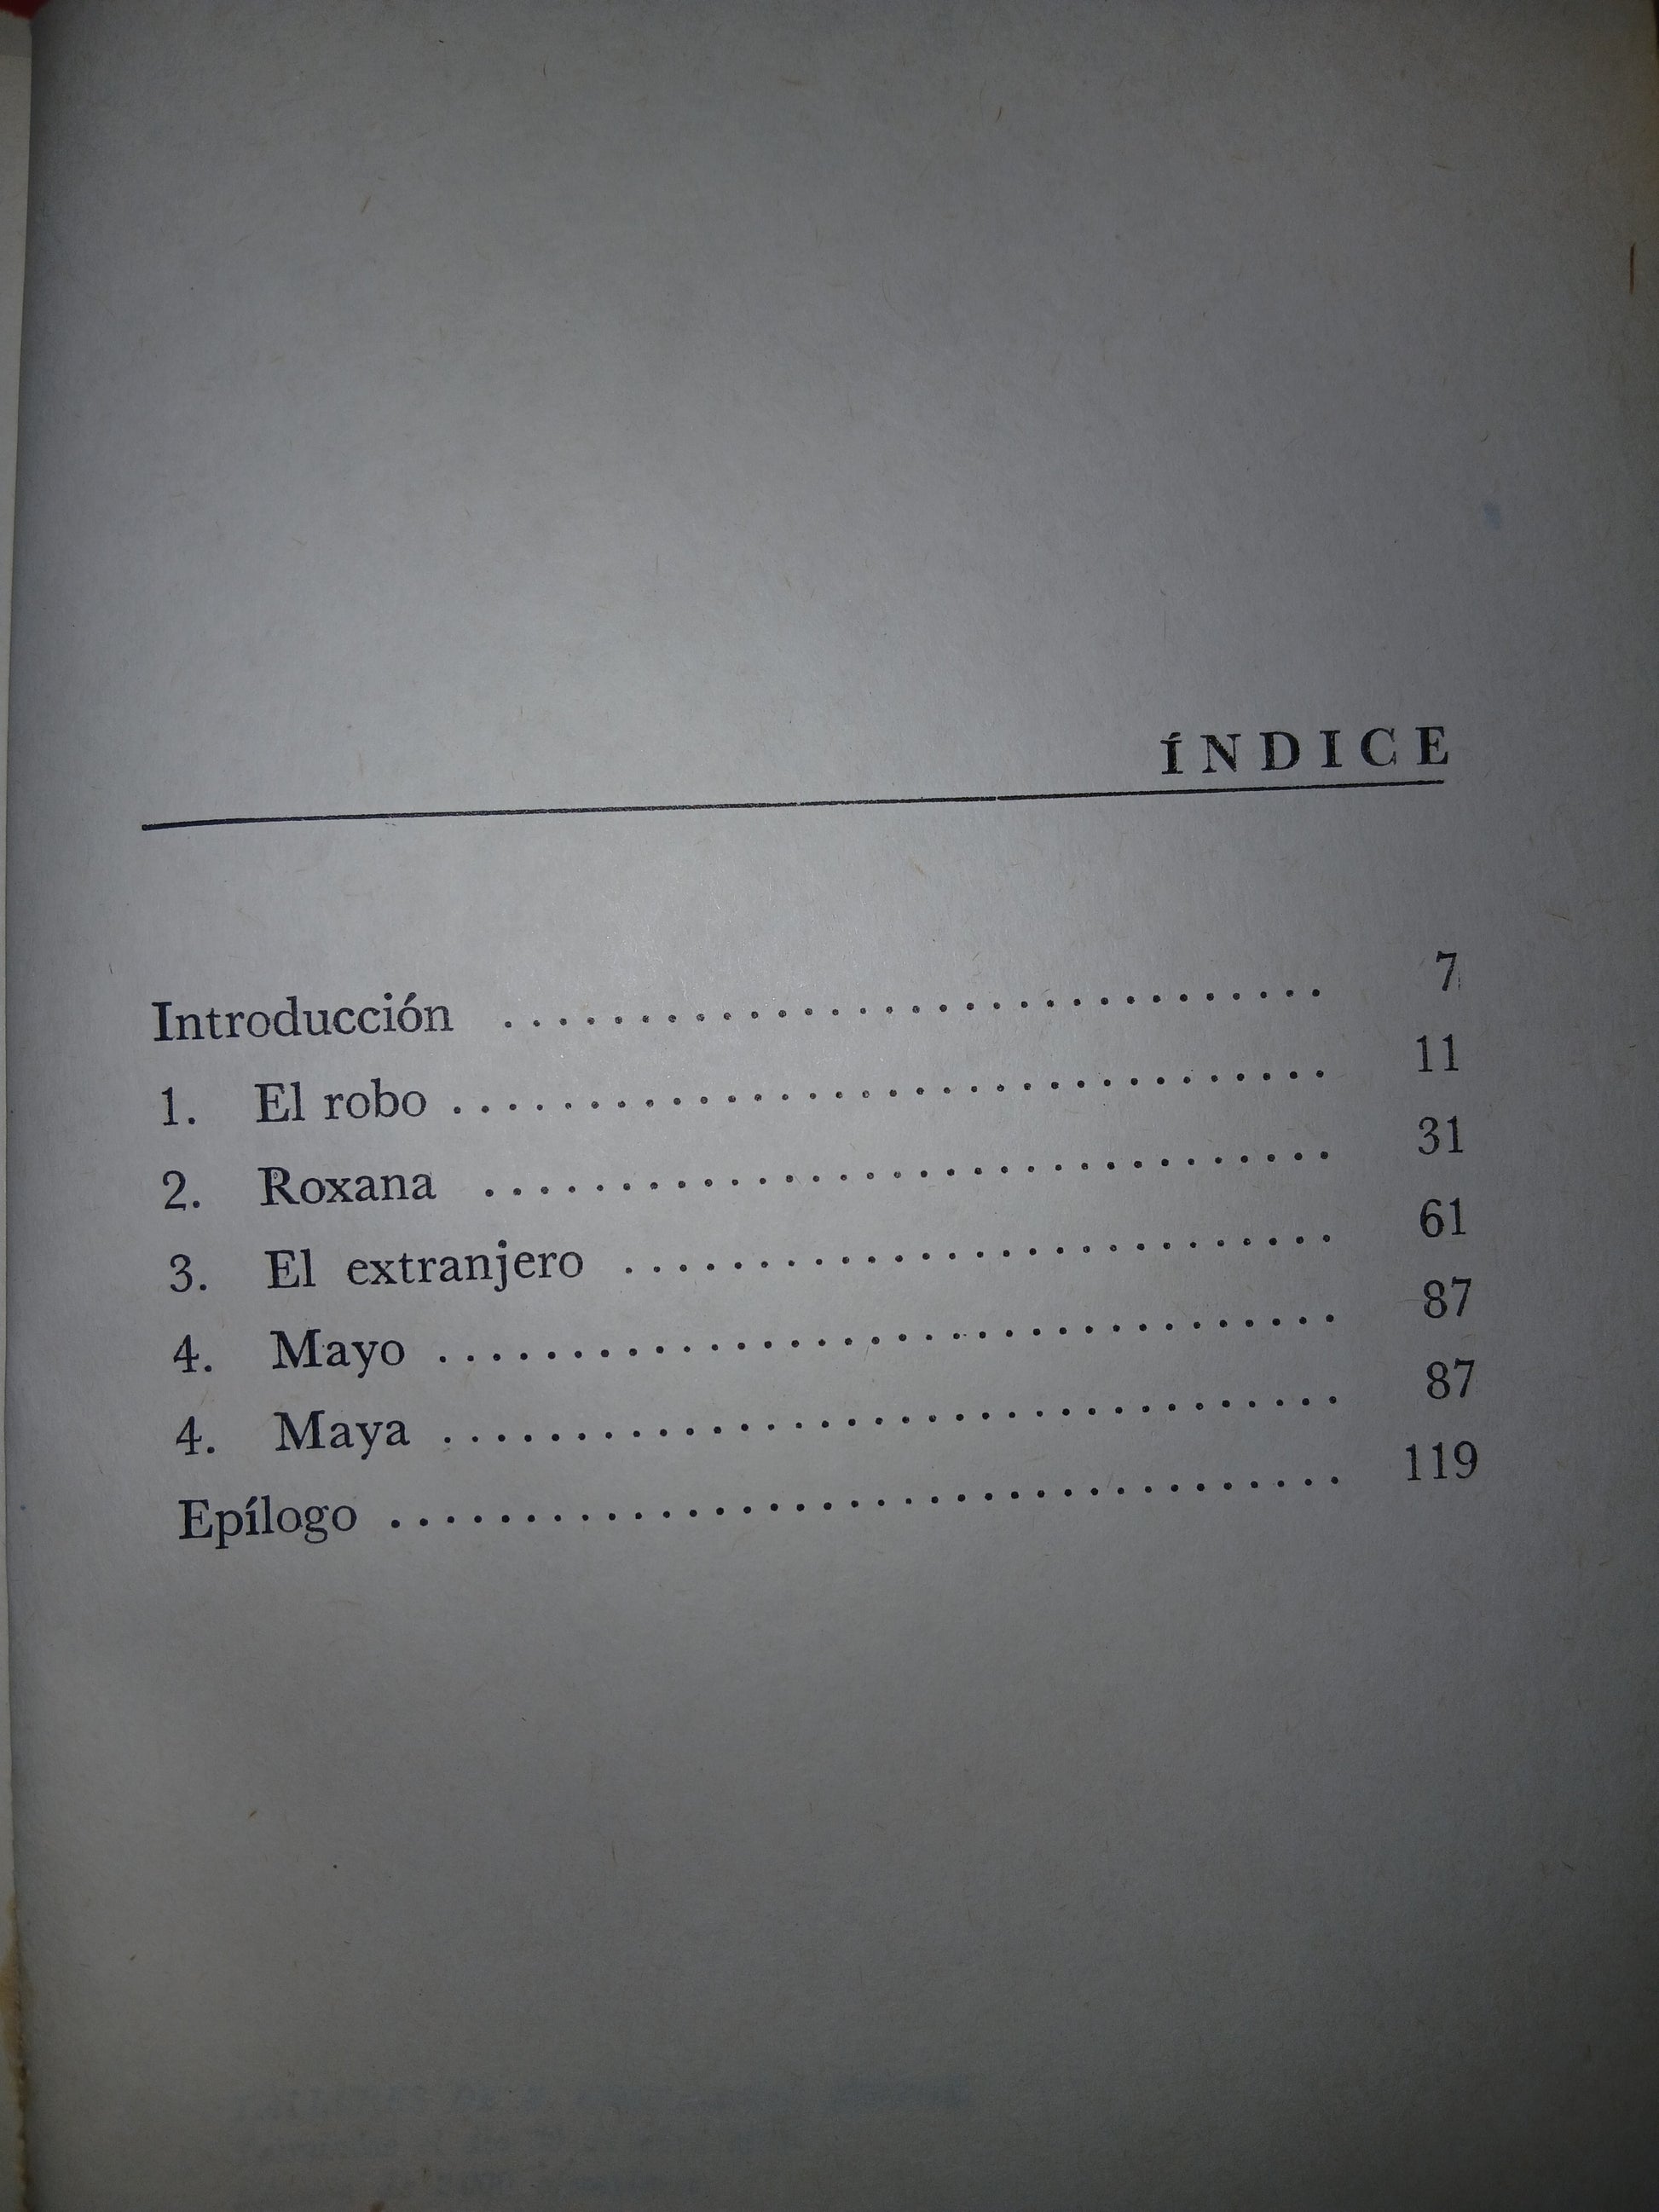 ÍNDICE
Introducción .............................. 7
1. El robo ................................. 11
2. Roxana ................................ 31
3. El extranjero ........................... 61
4. Mayo .................................. 87
4. Maya .................................. 87
Epílogo .................................... 119